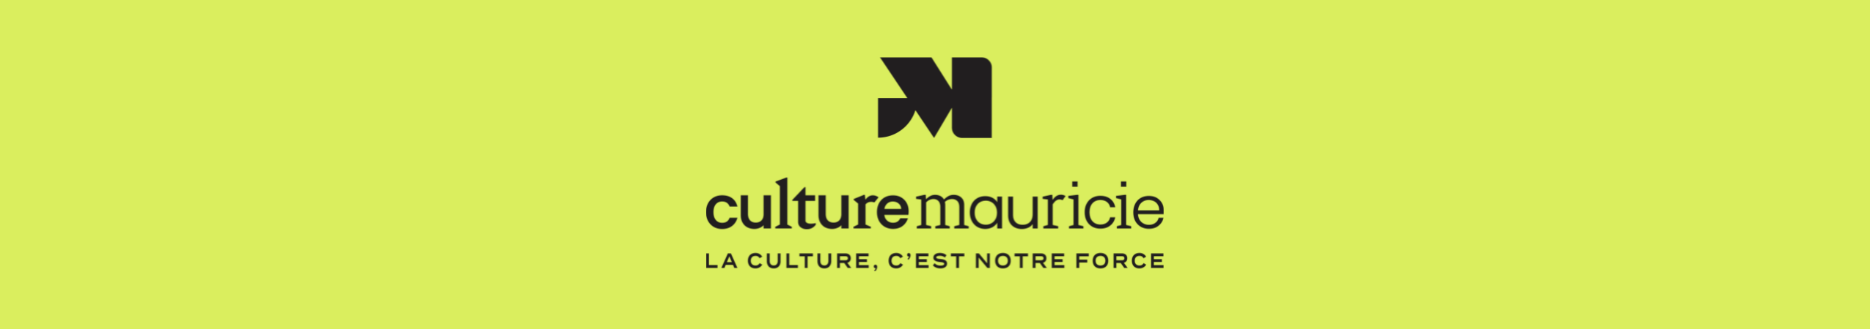 culturemauricie
LA CULTURE, C'EST NOTRE FORCE